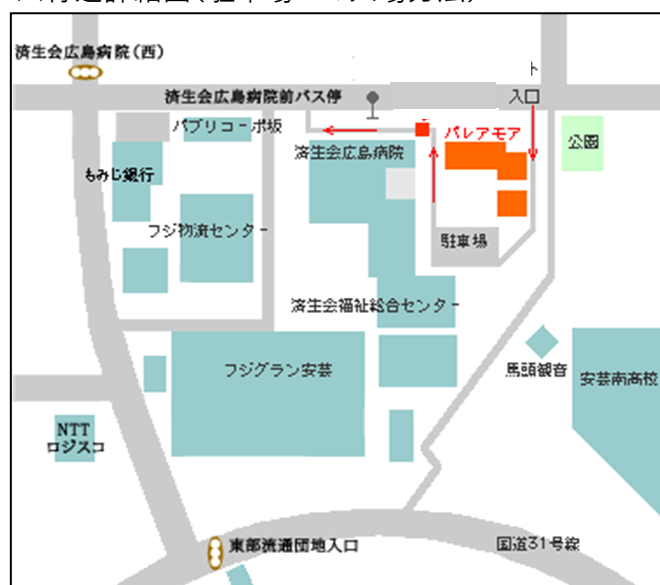 済生会広島病院(西)
ト
済生会広島病院前バス停
入口
パブリコーポ坂
パレアモア
公園
済生会広島病院
もみじ銀行
フジ物流センター
駐車場
済生会福祉総合センター
フジグラン安芸
馬頭観音
安芸南高校
NTT
ロジスコ
東部流通団地入口
国道31号線